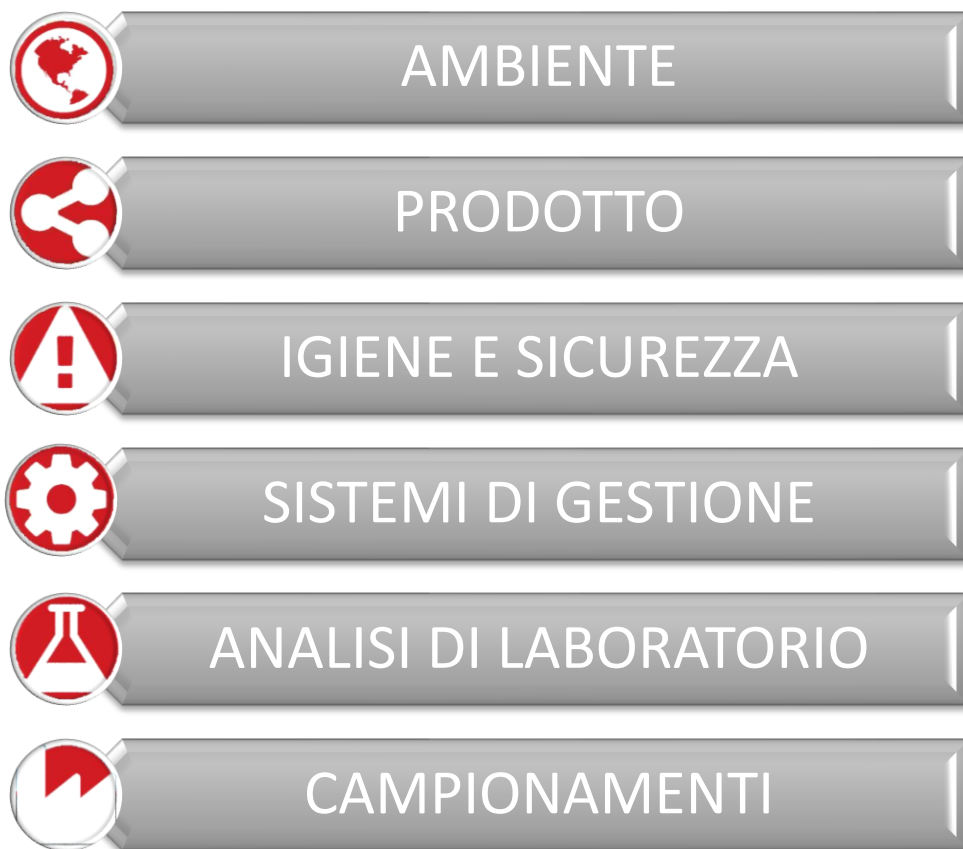 AMBIENTE
PRODOTTO
IGIENE E SICUREZZA
SISTEMI DI GESTIONE
ANALISI DI LABORATORIO
CAMPIONAMENTI